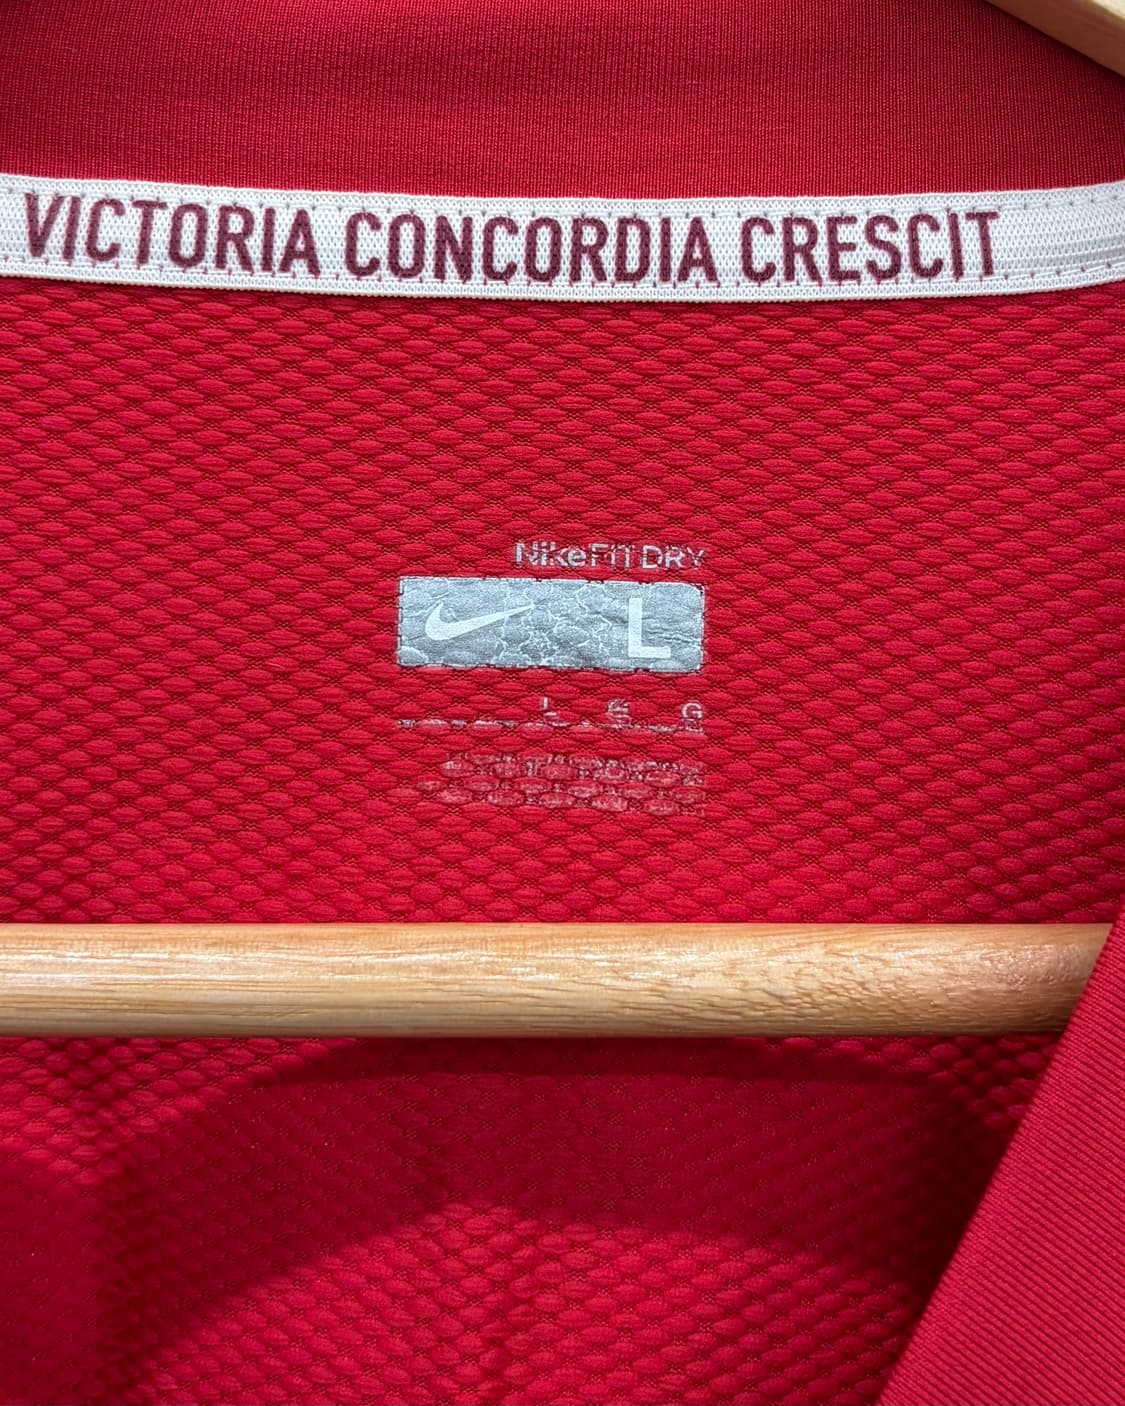 VICTORIA CONCORDIA CRESCIT
NikeFIT DRY
L
L S G